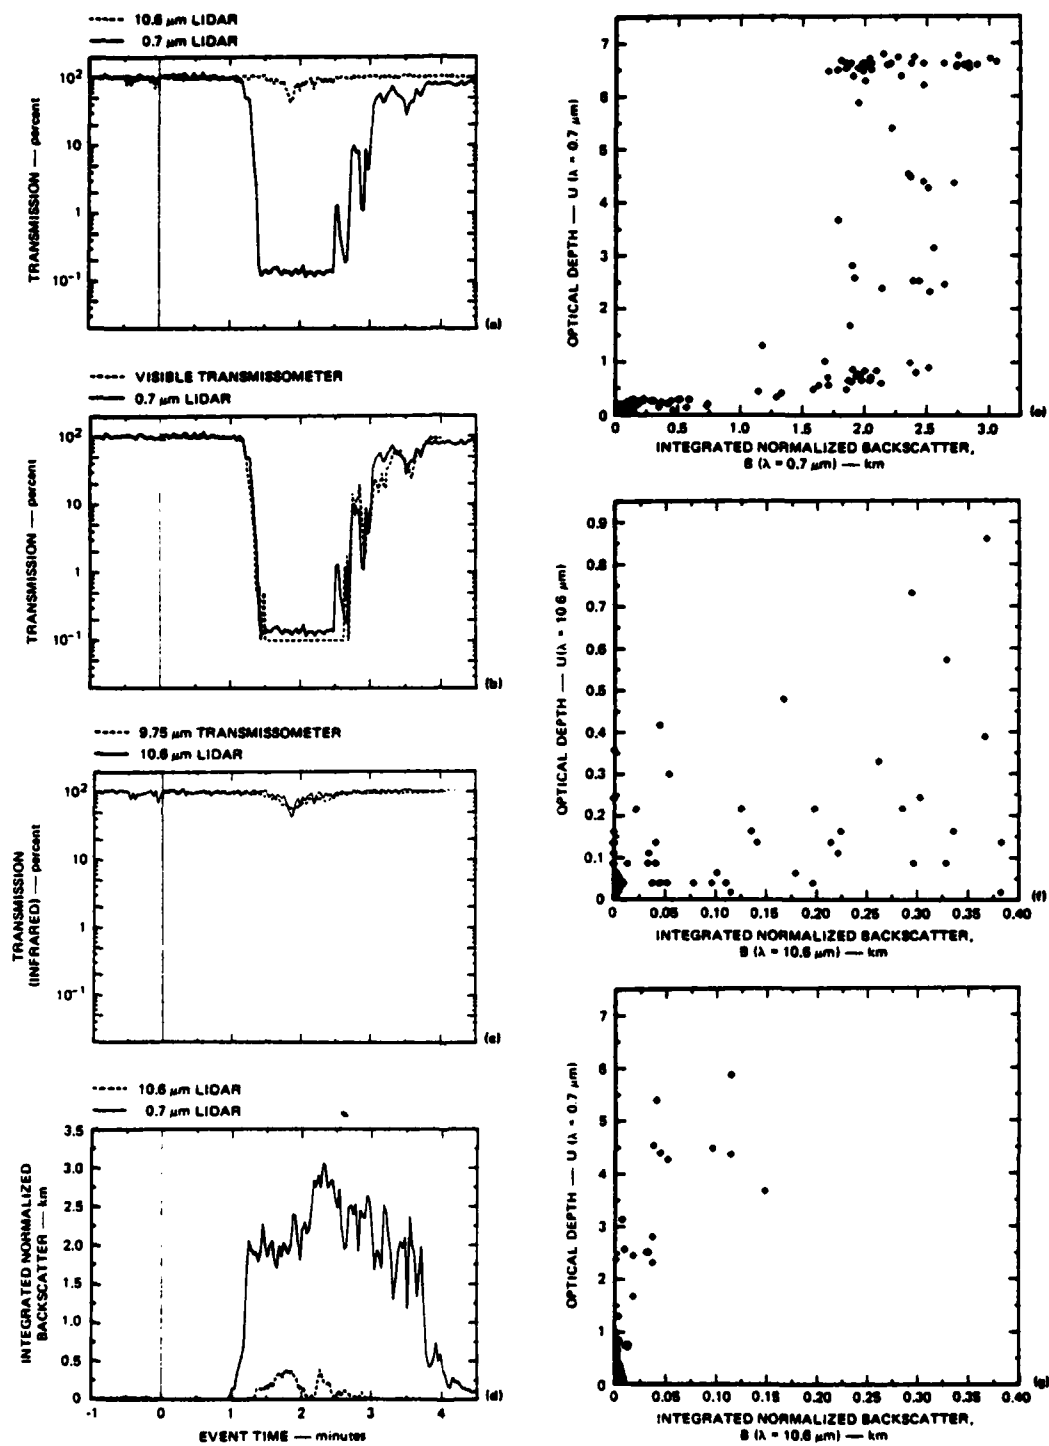 10.6 μm LIDAR
0.7 μm LIDAR
TRANSMISSION — percent
10²
10
1
10⁻¹
(a)
VISIBLE TRANSMISSOMETER
0.7 μm LIDAR
TRANSMISSION — percent
10²
10
1
10⁻¹
(b)
9.75 μm TRANSMISSOMETER
10.6 μm LIDAR
TRANSMISSION
(INFRARED) — percent
10²
10
1
10⁻¹
(c)
10.6 μm LIDAR
0.7 μm LIDAR
INTEGRATED NORMALIZED
BACKSCATTER — km
3.5
3.0
2.5
2.0
1.5
1.0
0.5
0
-1 0 1 2 3 4
EVENT TIME — minutes
(d)
OPTICAL DEPTH — U (λ = 0.7 μm)
7
6
5
4
3
2
1
0
0 0.5 1.0 1.5 2.0 2.5 3.0
INTEGRATED NORMALIZED BACKSCATTER,
B (λ = 0.7 μm) — km
(e)
OPTICAL DEPTH — U(λ = 10.6 μm)
0.9
0.8
0.7
0.6
0.5
0.4
0.3
0.2
0.1
0
0 0.05 0.10 0.15 0.20 0.25 0.30 0.35 0.40
INTEGRATED NORMALIZED BACKSCATTER,
B (λ = 10.6 μm) — km
(f)
OPTICAL DEPTH — U (λ = 0.7 μm)
7
6
5
4
3
2
1
0
0 0.05 0.10 0.15 0.20 0.25 0.30 0.35 0.40
INTEGRATED NORMALIZED BACKSCATTER,
B (λ = 10.6 μm) — km
(g)